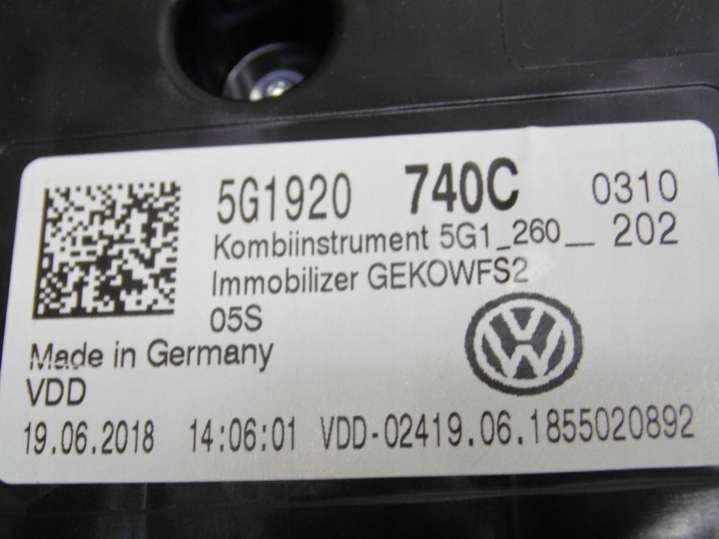 5G1920 740C 0310
Kombiinstrument 5G1_260__ 202
Immobilizer GEKOWFS2
05S
Made in Germany
VDD
19.06.2018 14:06:01 VDD-02419.06.1855020892